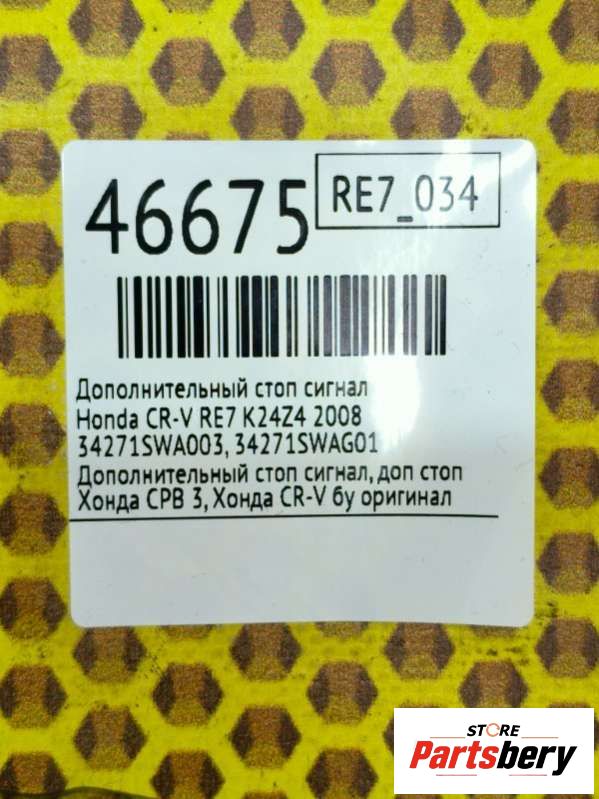 46675
RE7_034
Дополнительный стоп сигнал
Honda CR-V RE7 K24Z4 2008
34271SWA003, 34271SWAG01
Дополнительный стоп сигнал, доп стоп
Хонда СРВ 3, Хонда CR-V бу оригинал
STORE
Partsbery